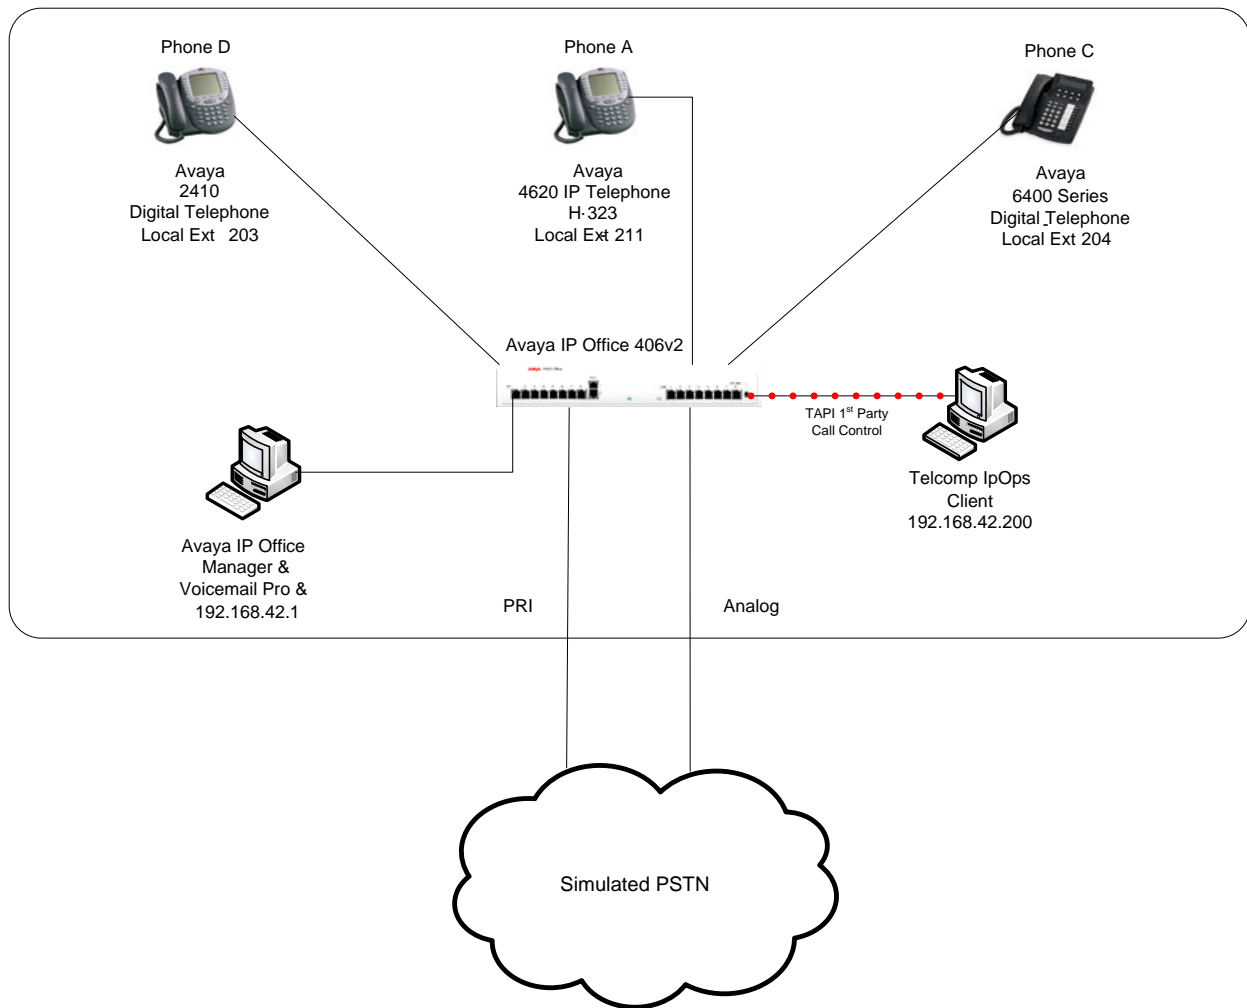 Phone D
Phone A
Phone C
Avaya
2410
Digital Telephone
Local Ext 203
Avaya
4620 IP Telephone
H.323
Local Ext 211
Avaya
6400 Series
Digital Telephone
Local Ext 204
Avaya IP Office 406v2
TAPI 1st Party
Call Control
Telcomp IpOps
Client
192.168.42.200
Avaya IP Office
Manager &
Voicemail Pro &
192.168.42.1
PRI
Analog
Simulated PSTN